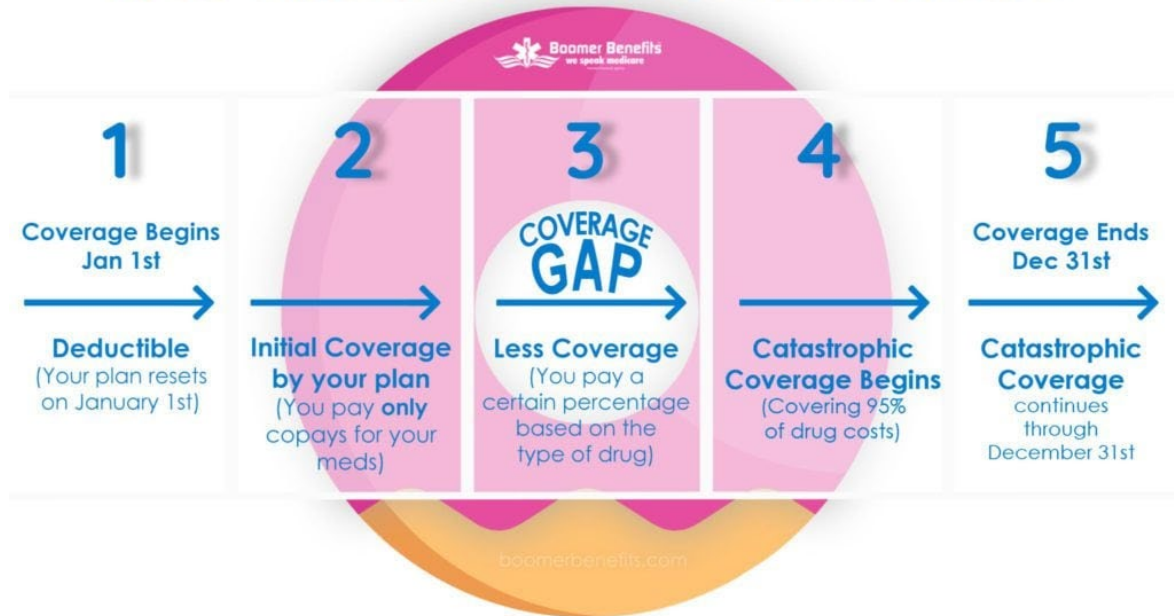 Boomer Benefits
we speak medicare
1
Coverage Begins
Jan 1st
Deductible
(Your plan resets
on January 1st)
2
Initial Coverage
by your plan
(You pay only
copays for your
meds)
3
COVERAGE
GAP
Less Coverage
(You pay a
certain percentage
based on the
type of drug)
4
Catastrophic
Coverage Begins
(Covering 95%
of drug costs)
5
Coverage Ends
Dec 31st
Catastrophic
Coverage
continues
through
December 31st
boomerbenefits.com